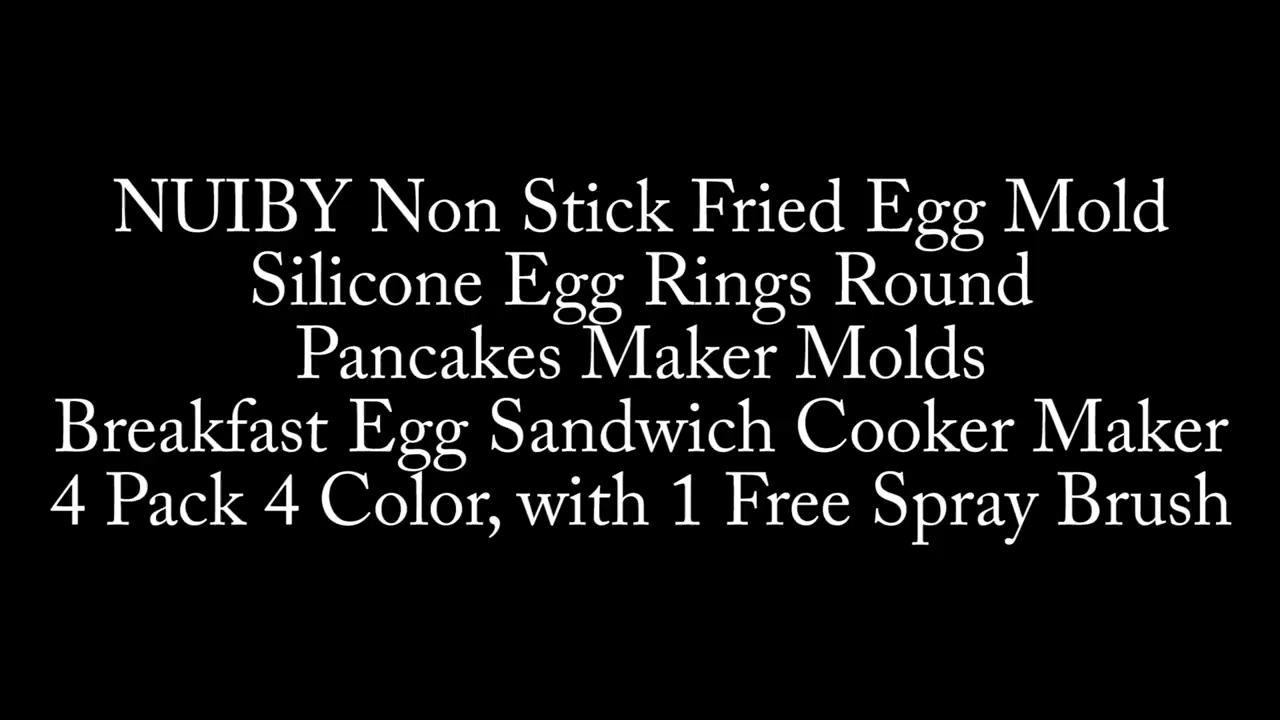 NUIBY Non Stick Fried Egg Mold
Silicone Egg Rings Round
Pancakes Maker Molds
Breakfast Egg Sandwich Cooker Maker
4 Pack 4 Color, with 1 Free Spray Brush